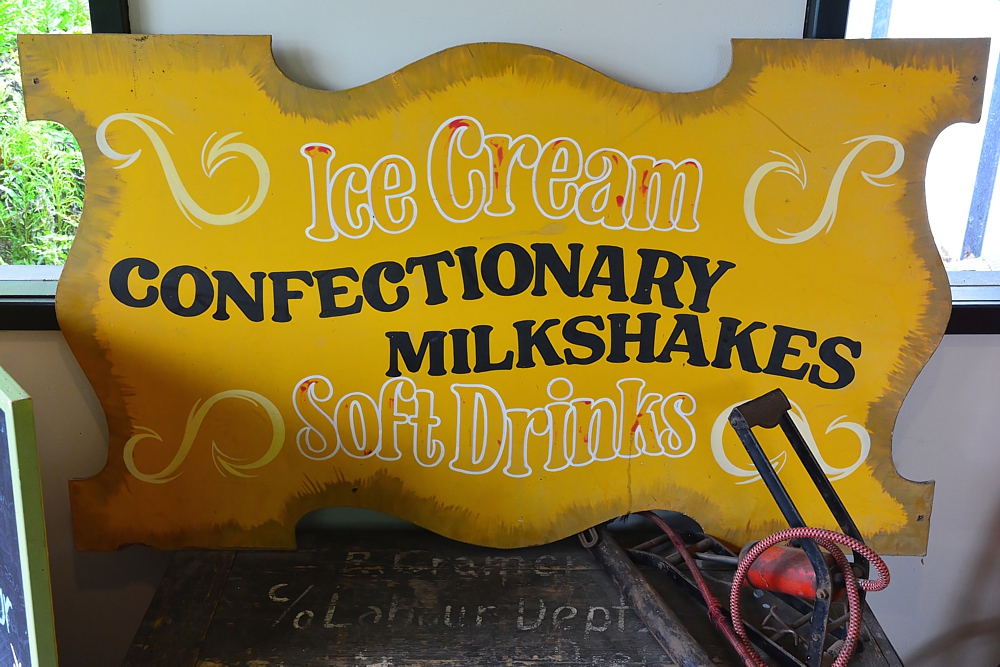 Ice Cream
CONFECTIONARY
MILKSHAKES
Soft Drinks
c/o Labour Dept